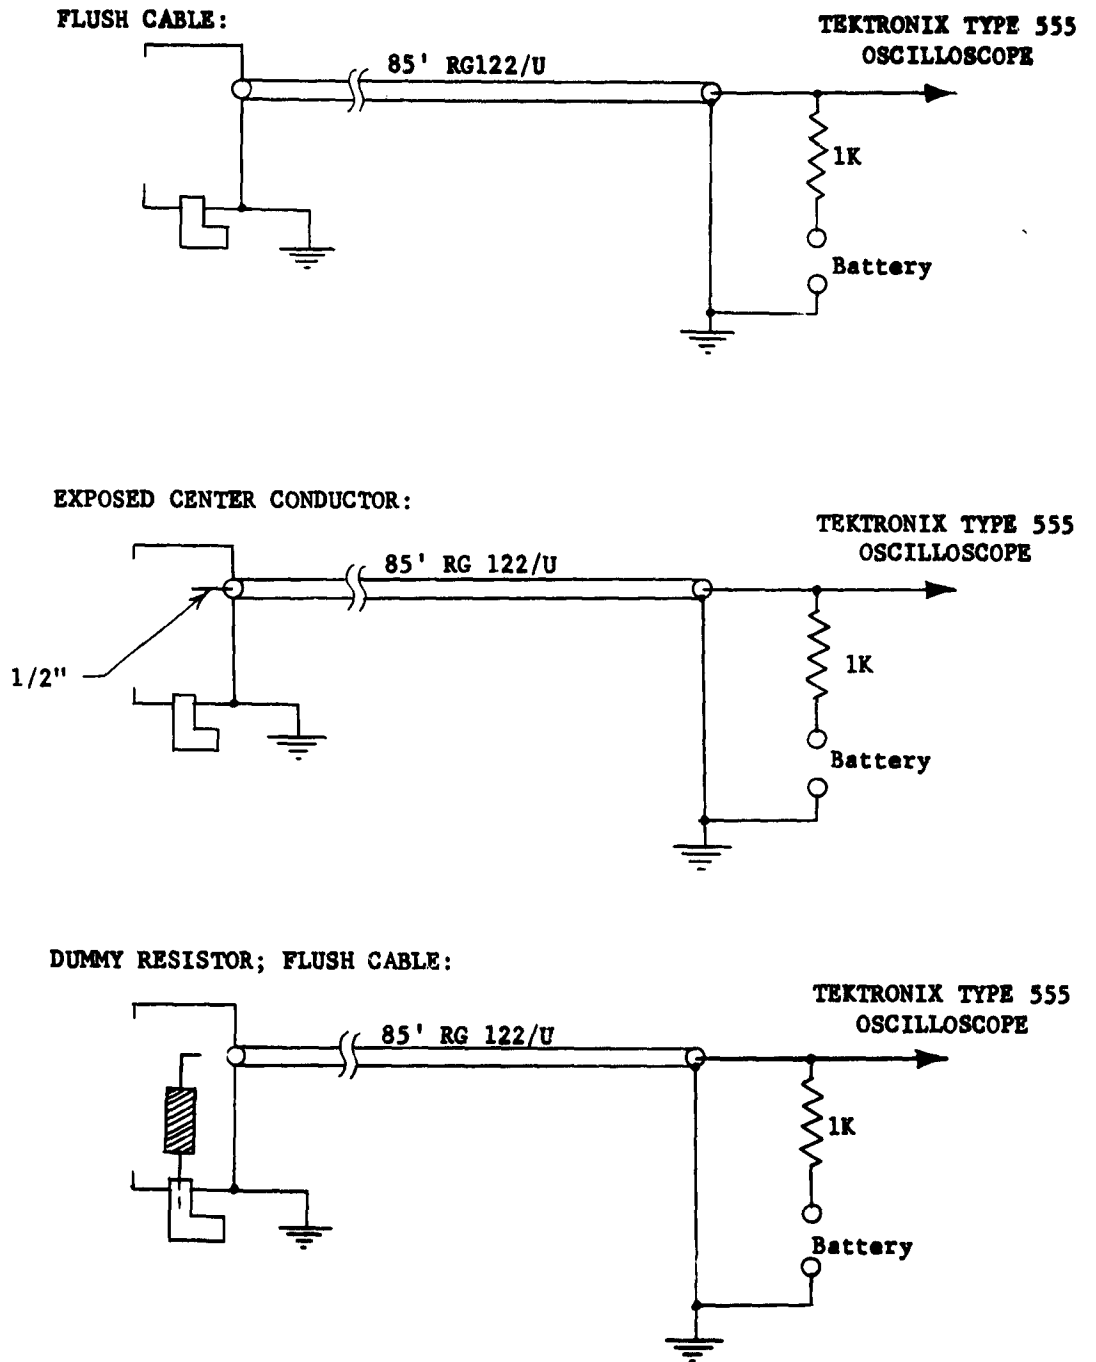 FLUSH CABLE:
TEKTRONIX TYPE 555
OSCILLOSCOPE
85' RG122/U
1K
Battery
EXPOSED CENTER CONDUCTOR:
TEKTRONIX TYPE 555
OSCILLOSCOPE
85' RG 122/U
1/2"
1K
Battery
DUMMY RESISTOR; FLUSH CABLE:
TEKTRONIX TYPE 555
OSCILLOSCOPE
85' RG 122/U
1K
Battery